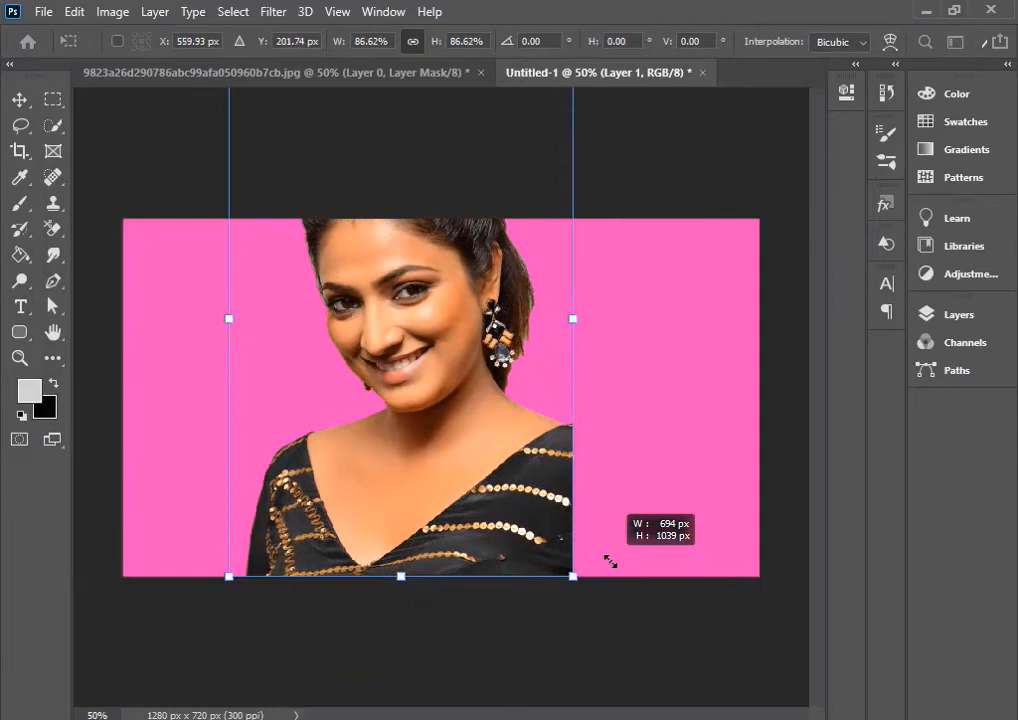 Ps File Edit Image Layer Type Select Filter 3D View Window Help
X: 559.93 px Y: 201.74 px W: 86.62% H: 86.62% 0.00 ° H: 0.00 ° V: 0.00 ° Interpolation: Bicubic
9823a26d290786abc99afa050960b7cb.jpg @ 50% (Layer 0, Layer Mask/8) * × Untitled-1 @ 50% (Layer 1, RGB/8) * ×
Color
Swatches
Gradients
Patterns
Learn
Libraries
Adjustme...
Layers
Channels
Paths
W : 694 px
H : 1039 px
50% 1280 px x 720 px (300 ppi)